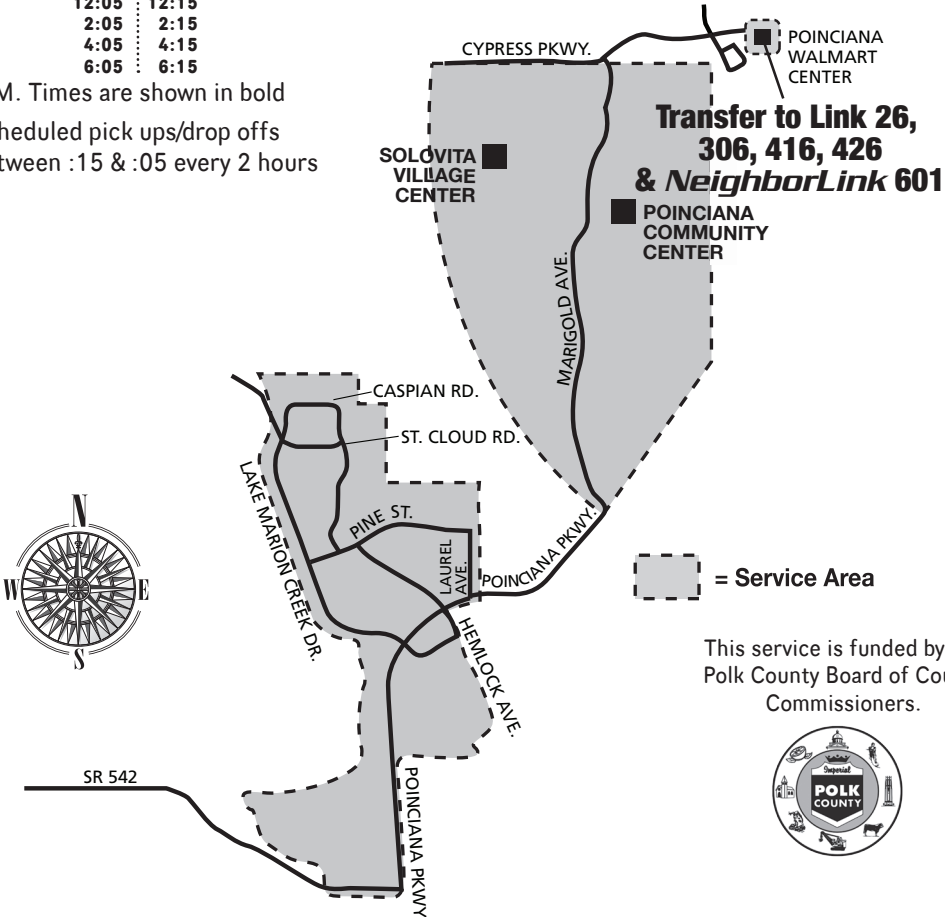 12:05 12:15
2:05 2:15
4:05 4:15
6:05 6:15
M. Times are shown in bold
heduled pick ups/drop offs
tween :15 & :05 every 2 hours
CYPRESS PKWY.
POINCIANA
WALMART
CENTER
Transfer to Link 26,
306, 416, 426
& NeighborLink 601
SOLOVITA
VILLAGE
CENTER
POINCIANA
COMMUNITY
CENTER
MARIGOLD AVE.
CASPIAN RD.
ST. CLOUD RD.
LAKE MARION CREEK DR.
PINE ST.
LAUREL
AVE.
POINCIANA PKWY.
HEMLOCK AVE.
N
W
E
S
= Service Area
This service is funded by
Polk County Board of Cou
Commissioners.
Imperial
POLK
COUNTY
SR 542
POINCIANA PKWY